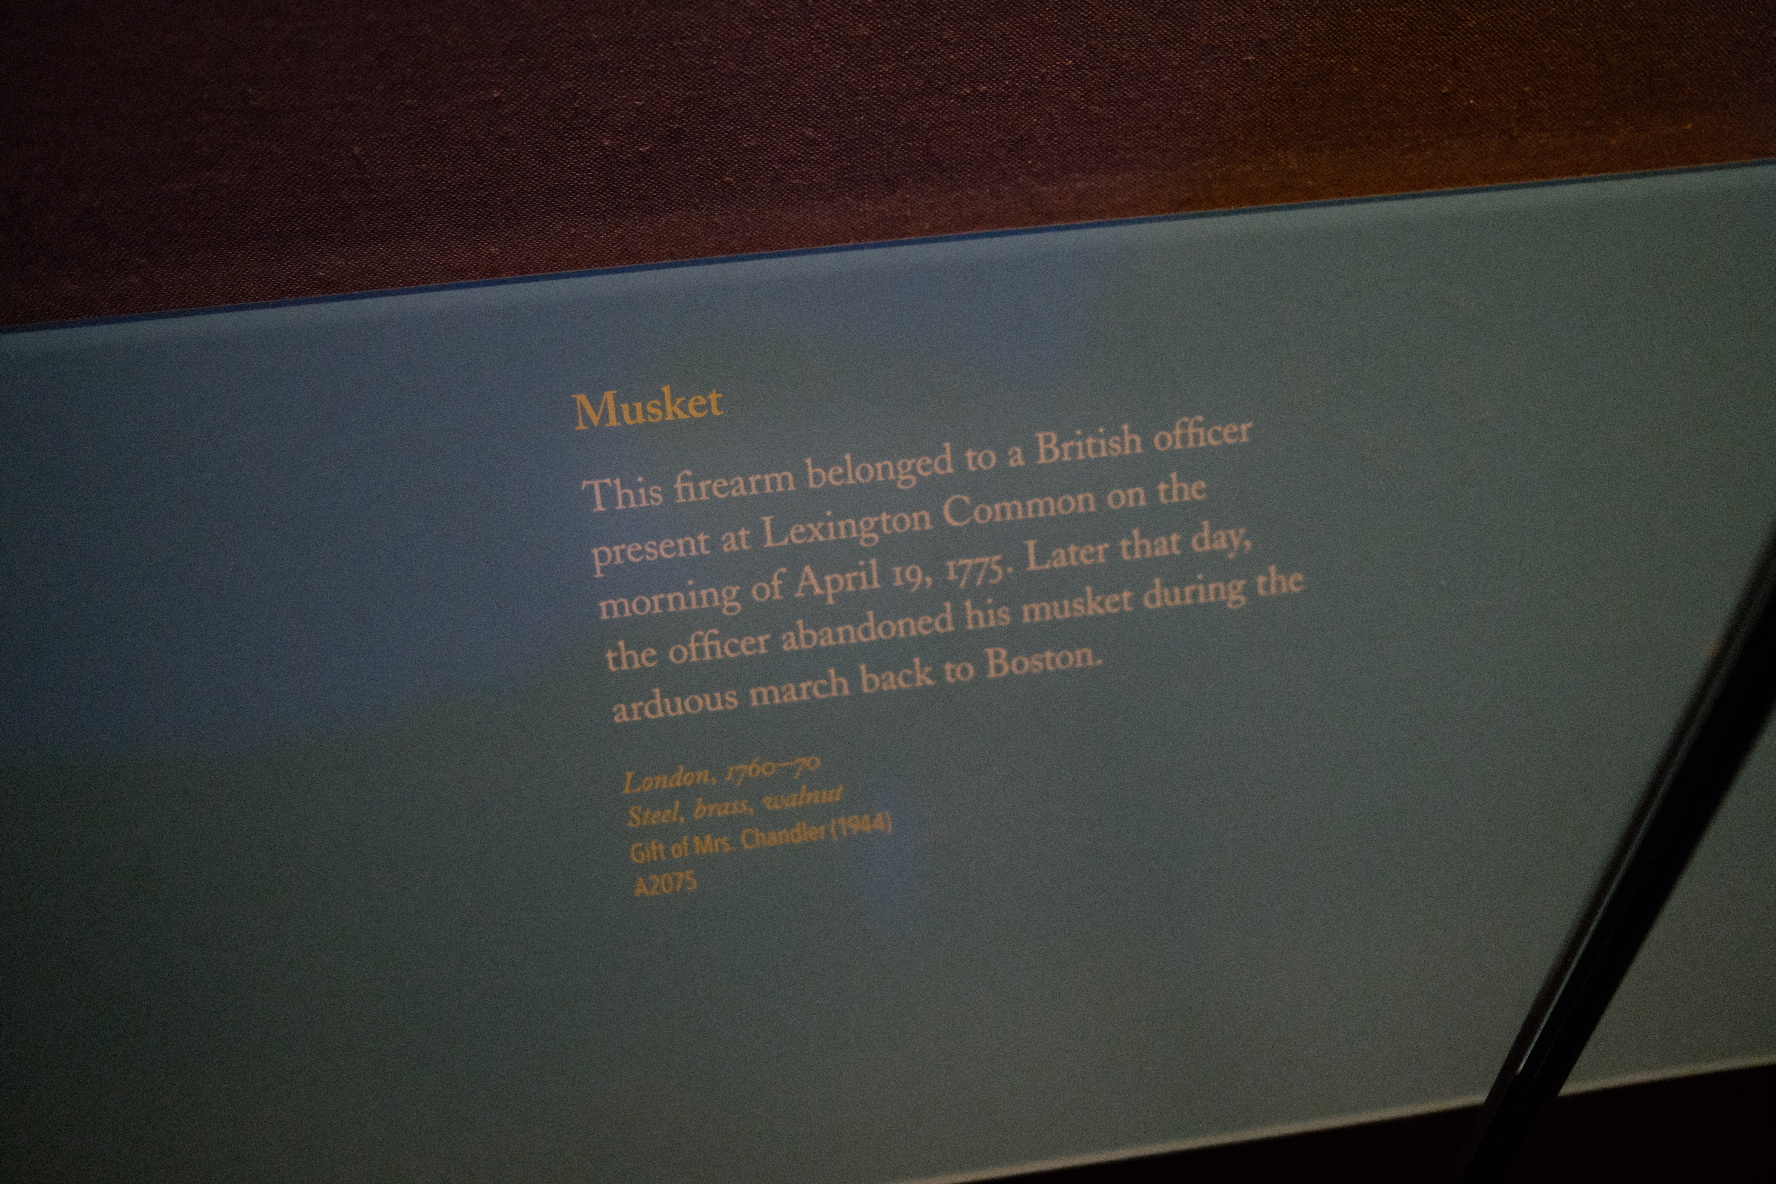 Musket
This firearm belonged to a British officer
present at Lexington Common on the
morning of April 19, 1775. Later that day,
the officer abandoned his musket during the
arduous march back to Boston.
London, 1760–70
Steel, brass, walnut
Gift of Mrs. Chandler (1944)
A2075